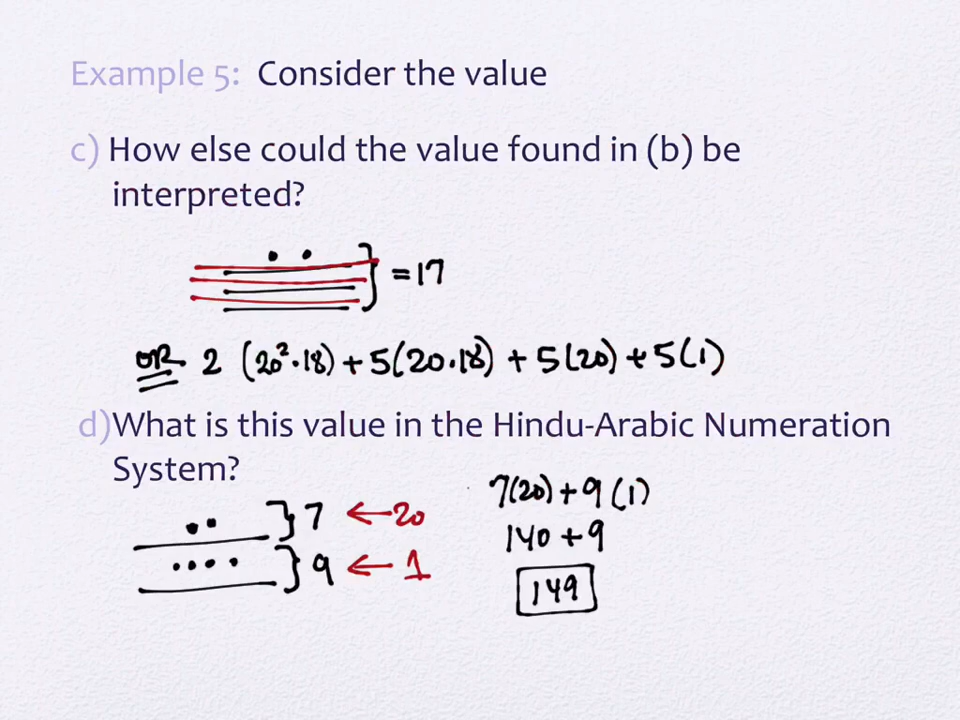 Example 5: Consider the value
c) How else could the value found in (b) be
interpreted?
= 17
OR 2 (20²·18) + 5(20·18) + 5(20) + 5(1)
d)What is this value in the Hindu-Arabic Numeration
System?
7 ← 20
9 ← 1
7(20) + 9(1)
140 + 9
149